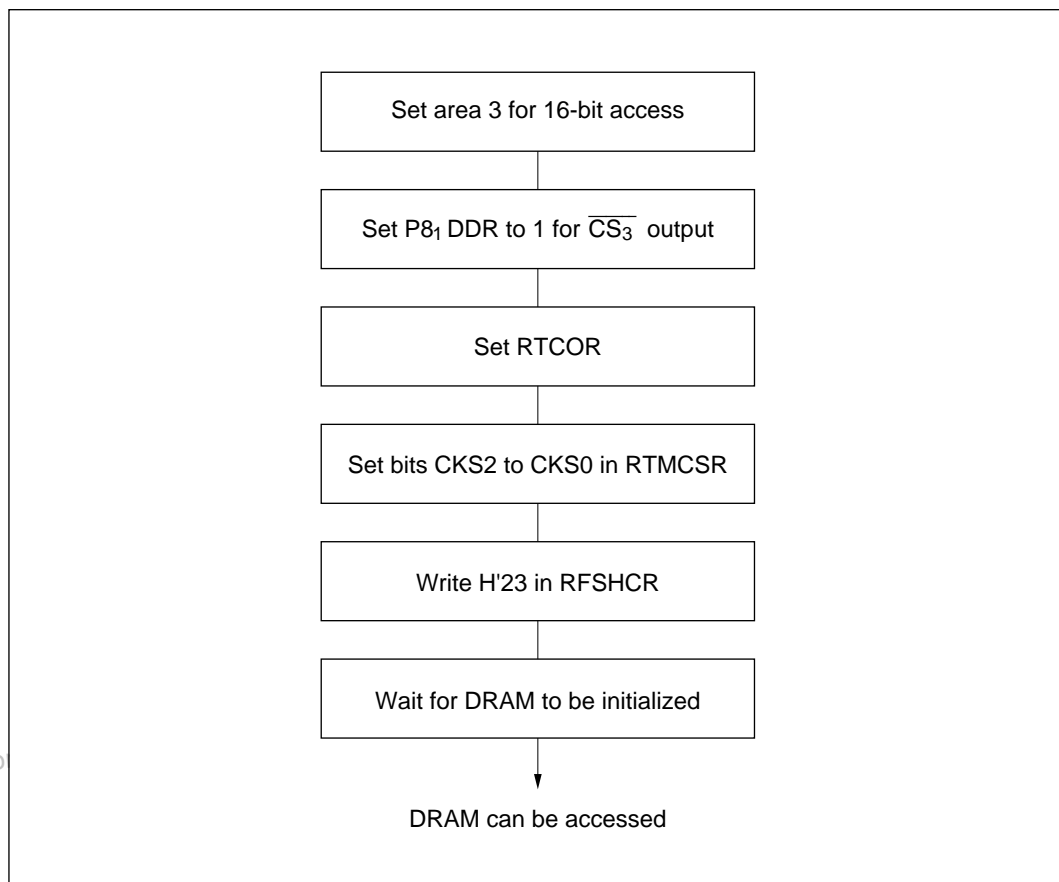 Set area 3 for 16-bit access
Set P8₁ DDR to 1 for C̅S̅₃̅ output
Set RTCOR
Set bits CKS2 to CKS0 in RTMCSR
Write H'23 in RFSHCR
Wait for DRAM to be initialized
DRAM can be accessed